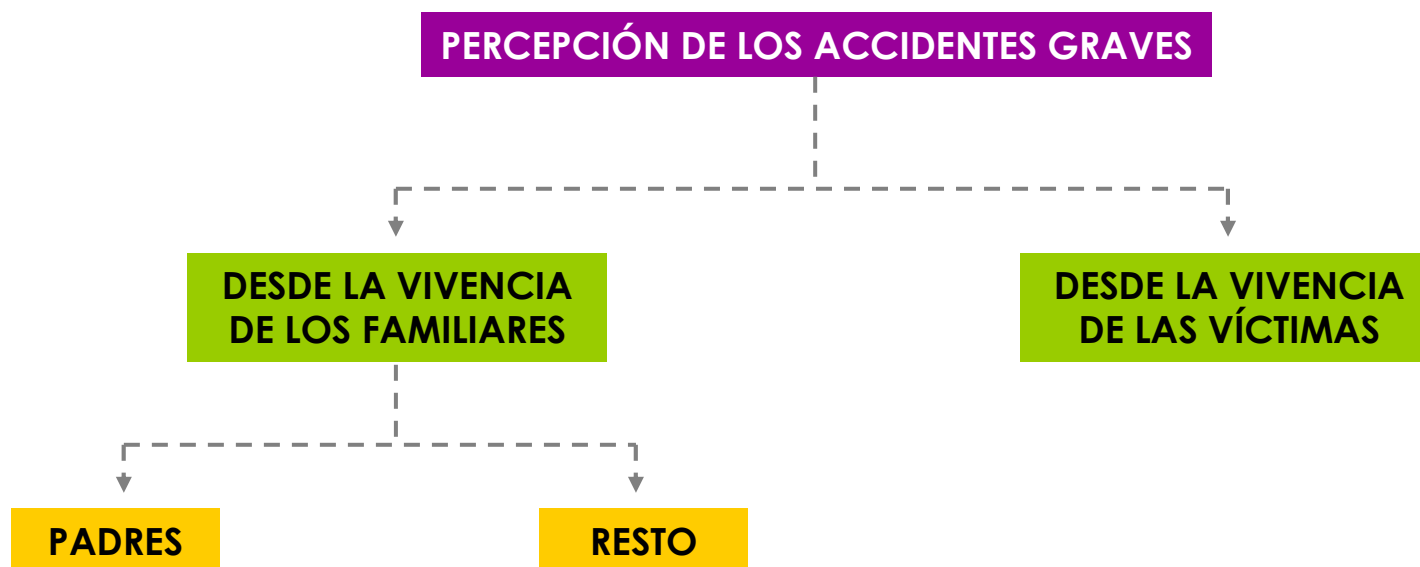 PERCEPCIÓN DE LOS ACCIDENTES GRAVES
DESDE LA VIVENCIA
DE LOS FAMILIARES
DESDE LA VIVENCIA
DE LAS VÍCTIMAS
PADRES
RESTO